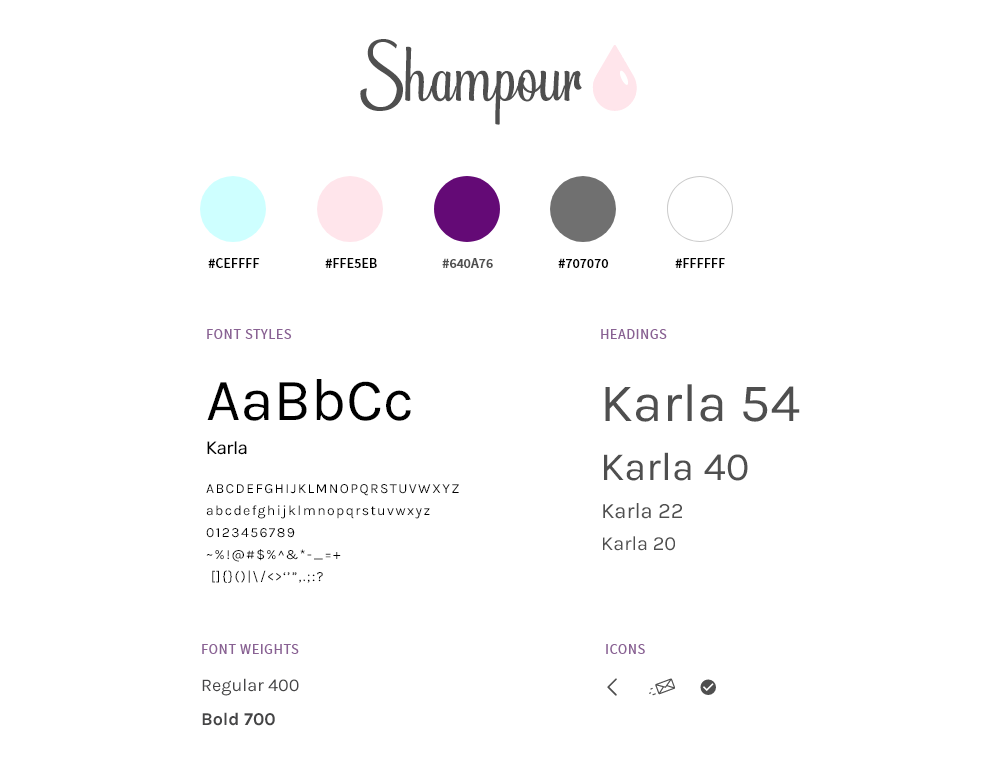 Shampour
#CEFFFF #FFE5EB #640A76 #707070 #FFFFFF
FONT STYLES
AaBbCc
Karla
ABCDEFGHIJKLMNOPQRSTUVWXYZ
abcdefghijklmnopqrstuvwxyz
0123456789
~%!@#$%^&*-_=+
[]{}()|\/<>‘’“,.;:?
HEADINGS
Karla 54
Karla 40
Karla 22
Karla 20
FONT WEIGHTS
Regular 400
Bold 700
ICONS